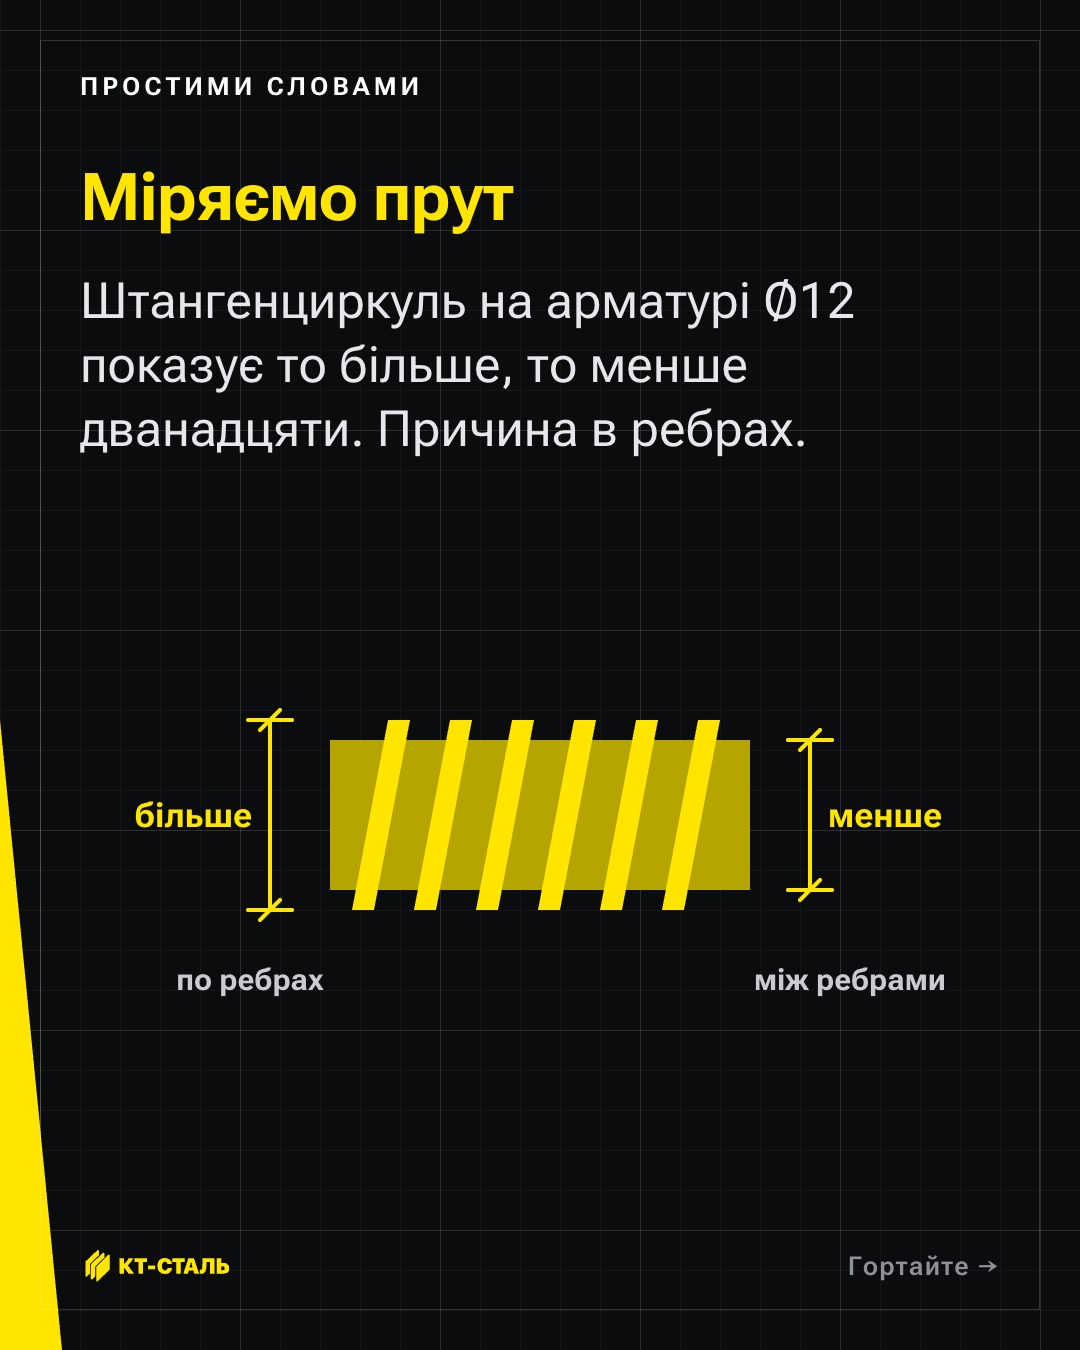 ПРОСТИМИ СЛОВАМИ
Міряємо прут
Штангенциркуль на арматурі Ø12
показує то більше, то менше
дванадцяти. Причина в ребрах.
більше
менше
по ребрах
між ребрами
КТ-СТАЛЬ
Гортайте →